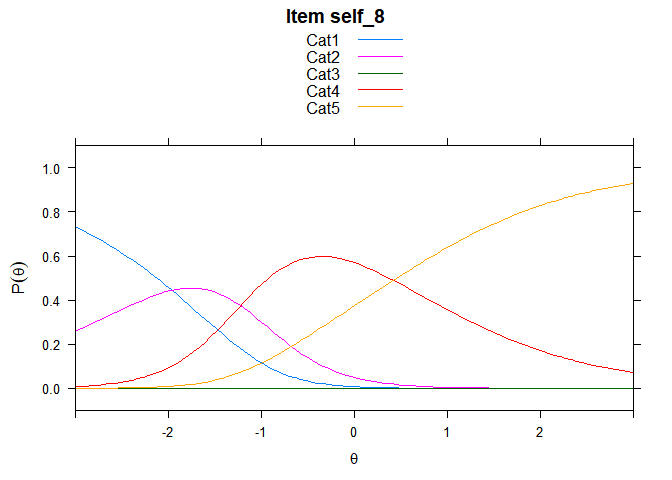 Item self_8
Cat1
Cat2
Cat3
Cat4
Cat5
P(θ)
1.0
0.8
0.6
0.4
0.2
0.0
-2 -1 0 1 2
θ